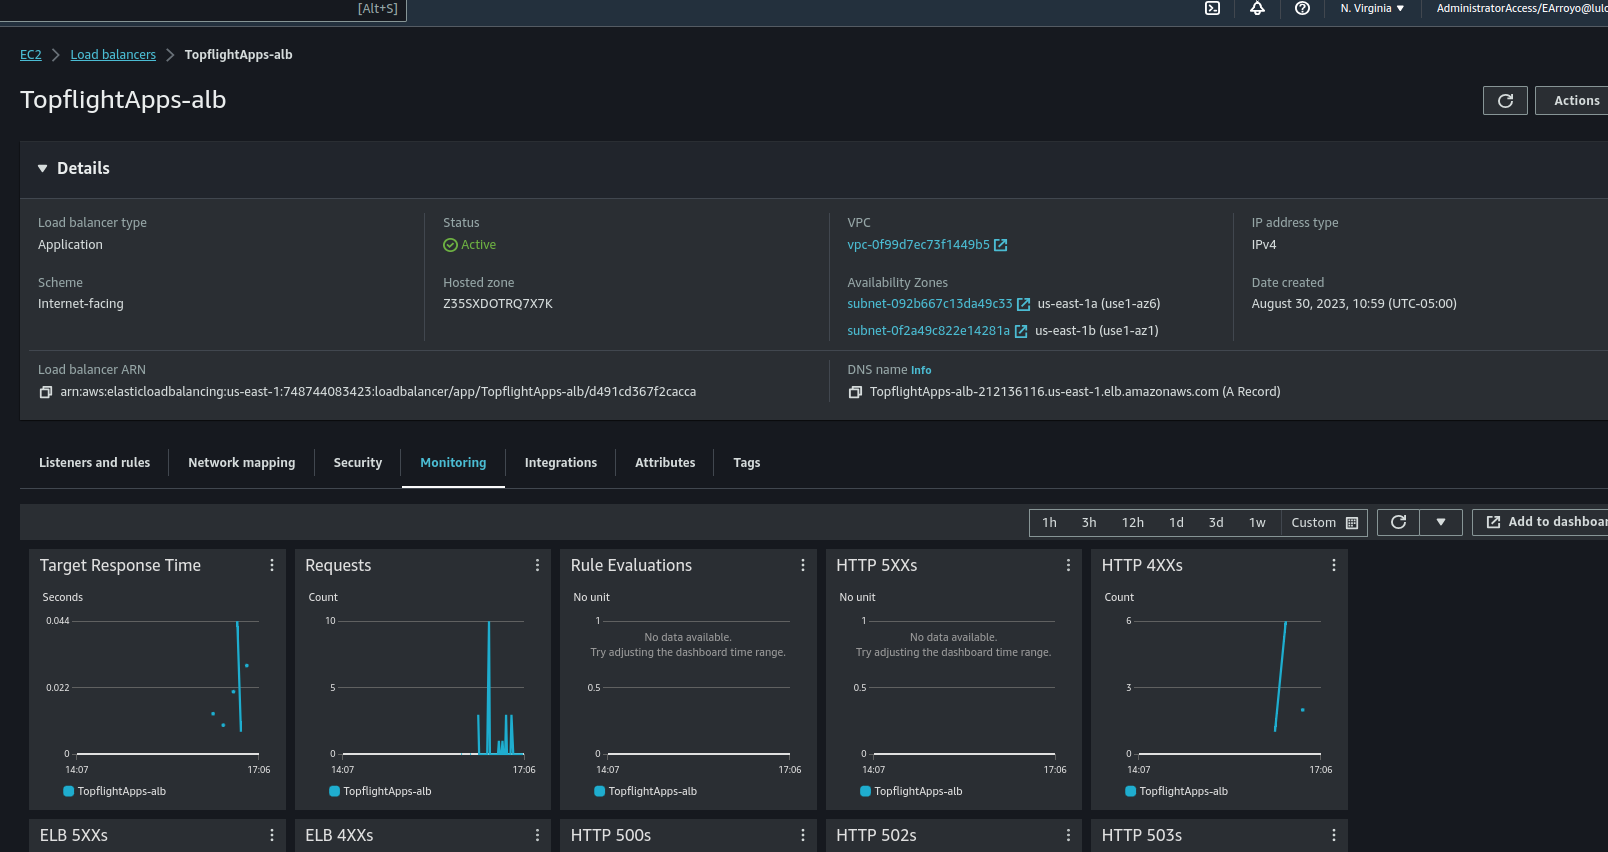 [Alt+S]
N. Virginia
AdministratorAccess/EArroyo@lulo
EC2 Load balancers TopflightApps-alb
TopflightApps-alb
Actions
Details
Load balancer type
Application
Status
Active
VPC
vpc-0f99d7ec73f1449b5
IP address type
IPv4
Scheme
Internet-facing
Hosted zone
Z35SXDOTRQ7X7K
Availability Zones
subnet-092b667c13da49c33 us-east-1a (use1-az6)
subnet-0f2a49c822e14281a us-east-1b (use1-az1)
Date created
August 30, 2023, 10:59 (UTC-05:00)
Load balancer ARN
arn:aws:elasticloadbalancing:us-east-1:748744083423:loadbalancer/app/TopflightApps-alb/d491cd367f2cacca
DNS name Info
TopflightApps-alb-212136116.us-east-1.elb.amazonaws.com (A Record)
Listeners and rules Network mapping Security Monitoring Integrations Attributes Tags
1h 3h 12h 1d 3d 1w Custom
Add to dashboar
Target Response Time
Seconds
0.044
0.022
0
14:07 17:06
TopflightApps-alb
Requests
Count
10
5
0
14:07 17:06
TopflightApps-alb
Rule Evaluations
No unit
1
No data available.
Try adjusting the dashboard time range.
0.5
0
14:07 17:06
TopflightApps-alb
HTTP 5XXs
No unit
1
No data available.
Try adjusting the dashboard time range.
0.5
0
14:07 17:06
TopflightApps-alb
HTTP 4XXs
Count
6
3
0
14:07 17:06
TopflightApps-alb
ELB 5XXs
ELB 4XXs
HTTP 500s
HTTP 502s
HTTP 503s